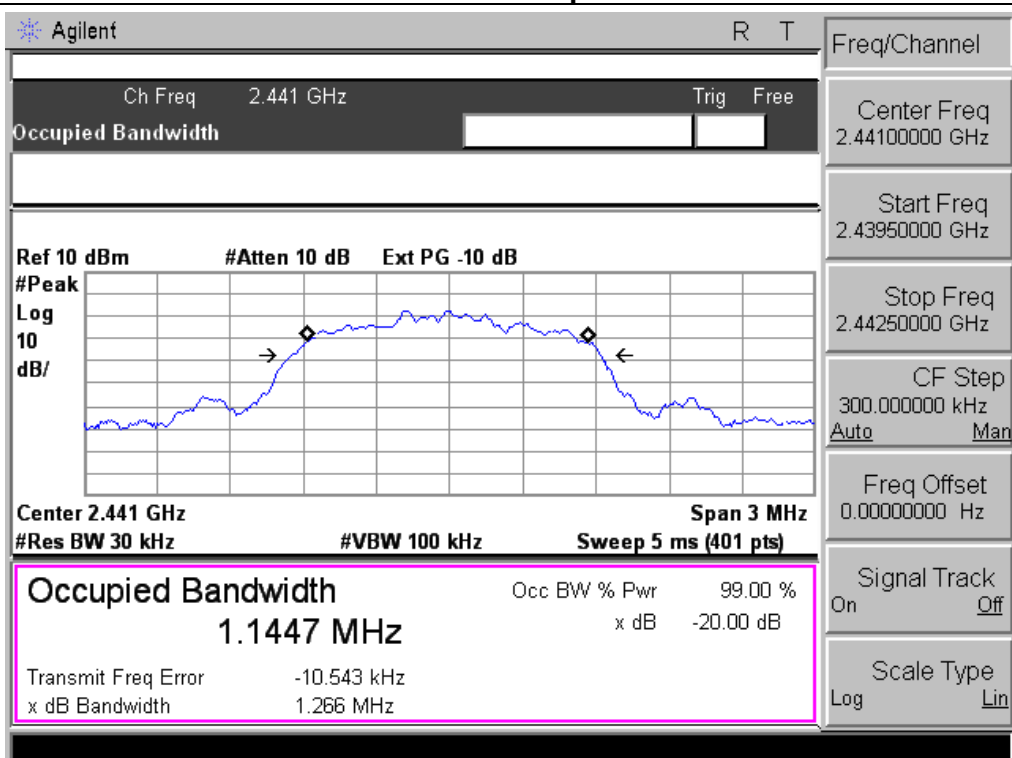 Agilent R T
Ch Freq 2.441 GHz Trig Free
Occupied Bandwidth
Ref 10 dBm #Atten 10 dB Ext PG -10 dB
#Peak
Log
10
dB/
Center 2.441 GHz Span 3 MHz
#Res BW 30 kHz #VBW 100 kHz Sweep 5 ms (401 pts)
Occupied Bandwidth
1.1447 MHz
Occ BW % Pwr 99.00 %
x dB -20.00 dB
Transmit Freq Error -10.543 kHz
x dB Bandwidth 1.266 MHz
Freq/Channel
Center Freq
2.44100000 GHz
Start Freq
2.43950000 GHz
Stop Freq
2.44250000 GHz
CF Step
300.000000 kHz
Auto Man
Freq Offset
0.00000000 Hz
Signal Track
On Off
Scale Type
Log Lin